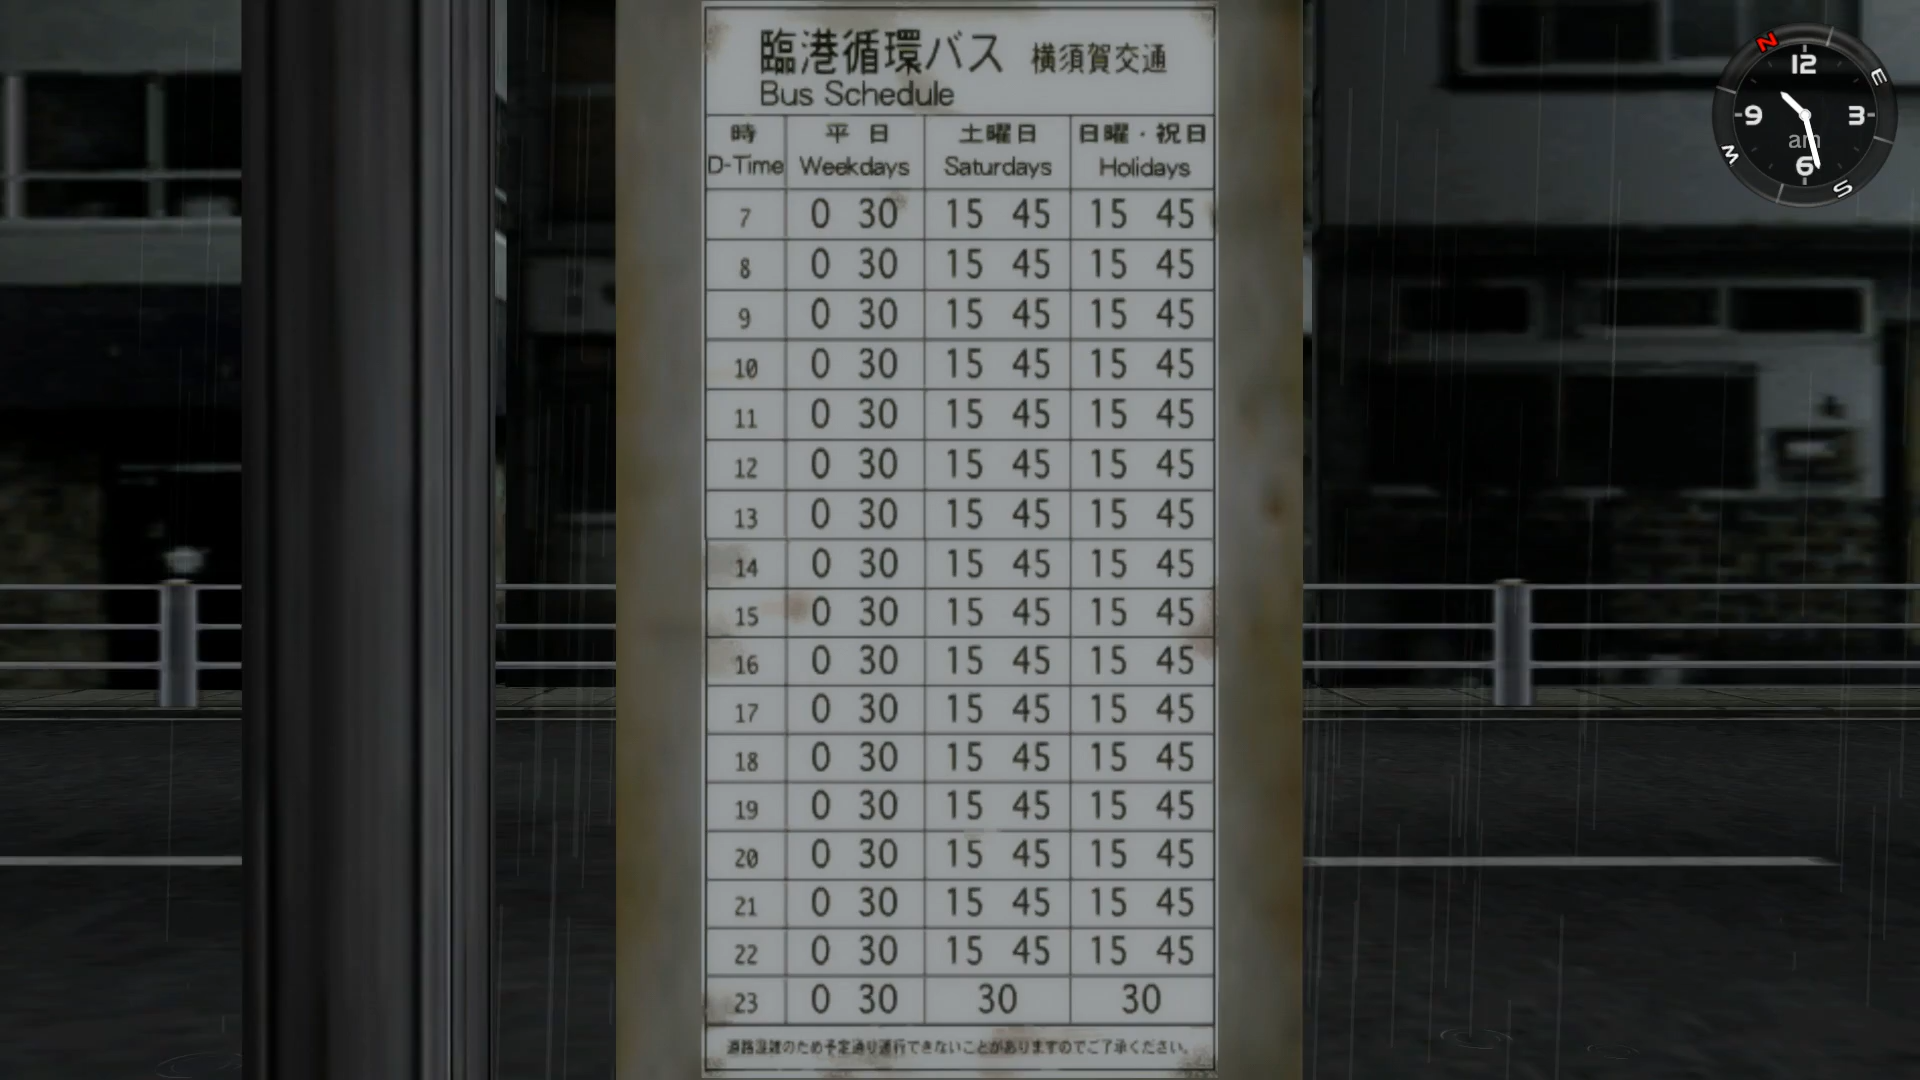 臨港循環バス 横須賀交通
Bus Schedule
時 平日 土曜日 日曜・祝日
D-Time Weekdays Saturdays Holidays
7 0 30 15 45 15 45
8 0 30 15 45 15 45
9 0 30 15 45 15 45
10 0 30 15 45 15 45
11 0 30 15 45 15 45
12 0 30 15 45 15 45
13 0 30 15 45 15 45
14 0 30 15 45 15 45
15 0 30 15 45 15 45
16 0 30 15 45 15 45
17 0 30 15 45 15 45
18 0 30 15 45 15 45
19 0 30 15 45 15 45
20 0 30 15 45 15 45
21 0 30 15 45 15 45
22 0 30 15 45 15 45
23 0 30 30 30
道路混雑のため予定通り運行できないことがありますのでご了承ください。
N
E
S
W
12
3
6
9
am